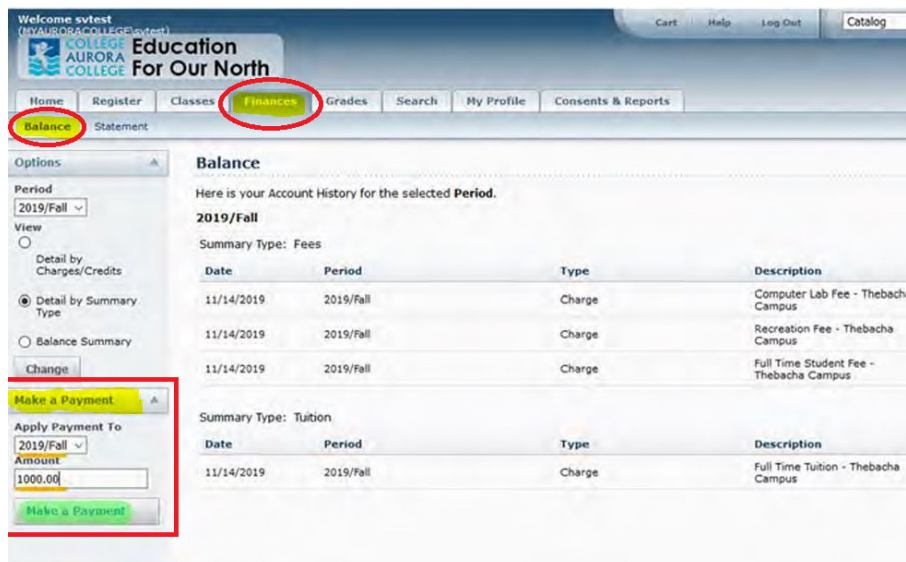 Welcome svtest
(MYAURORACOLLEGE\svtest)
Cart Help Log Out Catalog
COLLEGE
AURORA
COLLEGE
Education
For Our North
Home Register Classes Finances Grades Search My Profile Consents & Reports
Balance Statement
Options
Period
2019/Fall
View
Detail by
Charges/Credits
Detail by Summary
Type
Balance Summary
Change
Make a Payment
Apply Payment To
2019/Fall
Amount
1000.00
Make a Payment
Balance
Here is your Account History for the selected Period.
2019/Fall
Summary Type: Fees
Date Period Type Description
11/14/2019 2019/Fall Charge Computer Lab Fee - Thebach
Campus
11/14/2019 2019/Fall Charge Recreation Fee - Thebacha
Campus
11/14/2019 2019/Fall Charge Full Time Student Fee -
Thebacha Campus
Summary Type: Tuition
Date Period Type Description
11/14/2019 2019/Fall Charge Full Time Tuition - Thebacha
Campus